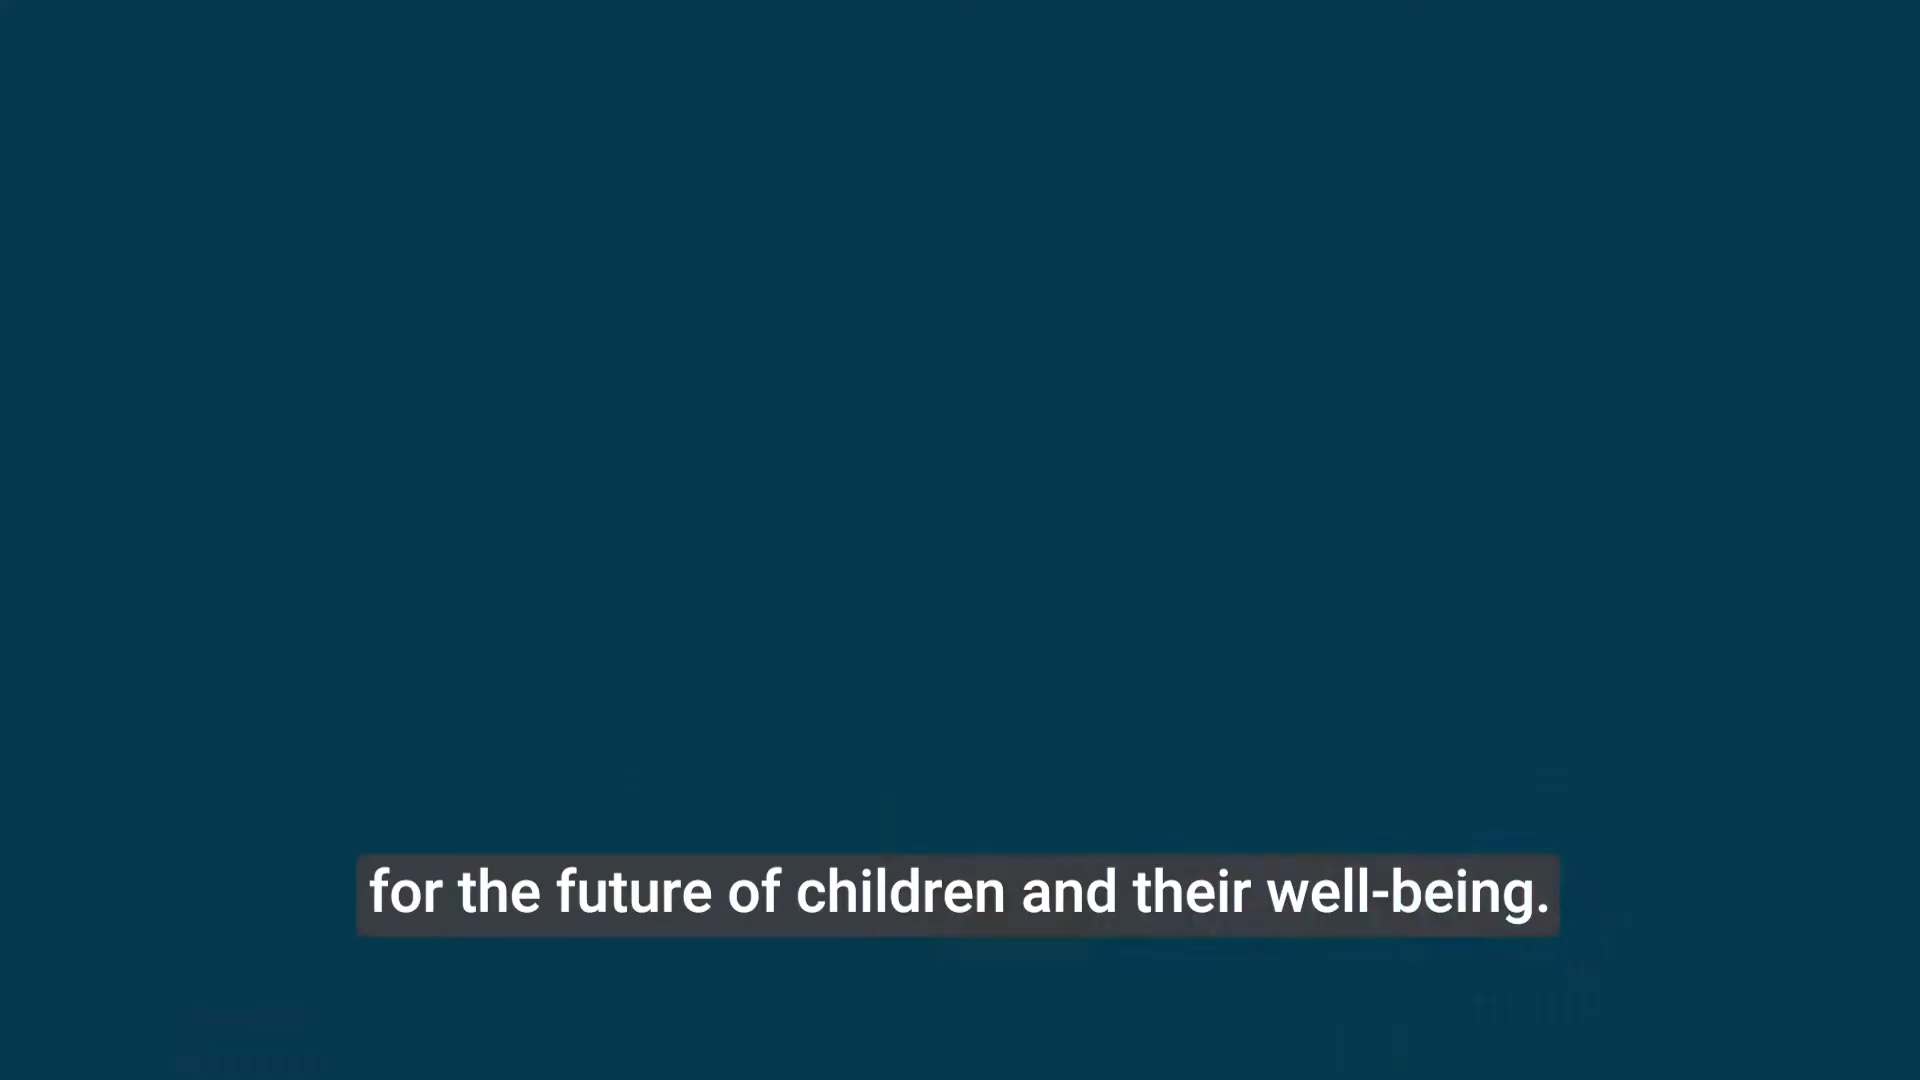 for the future of children and their well-being.